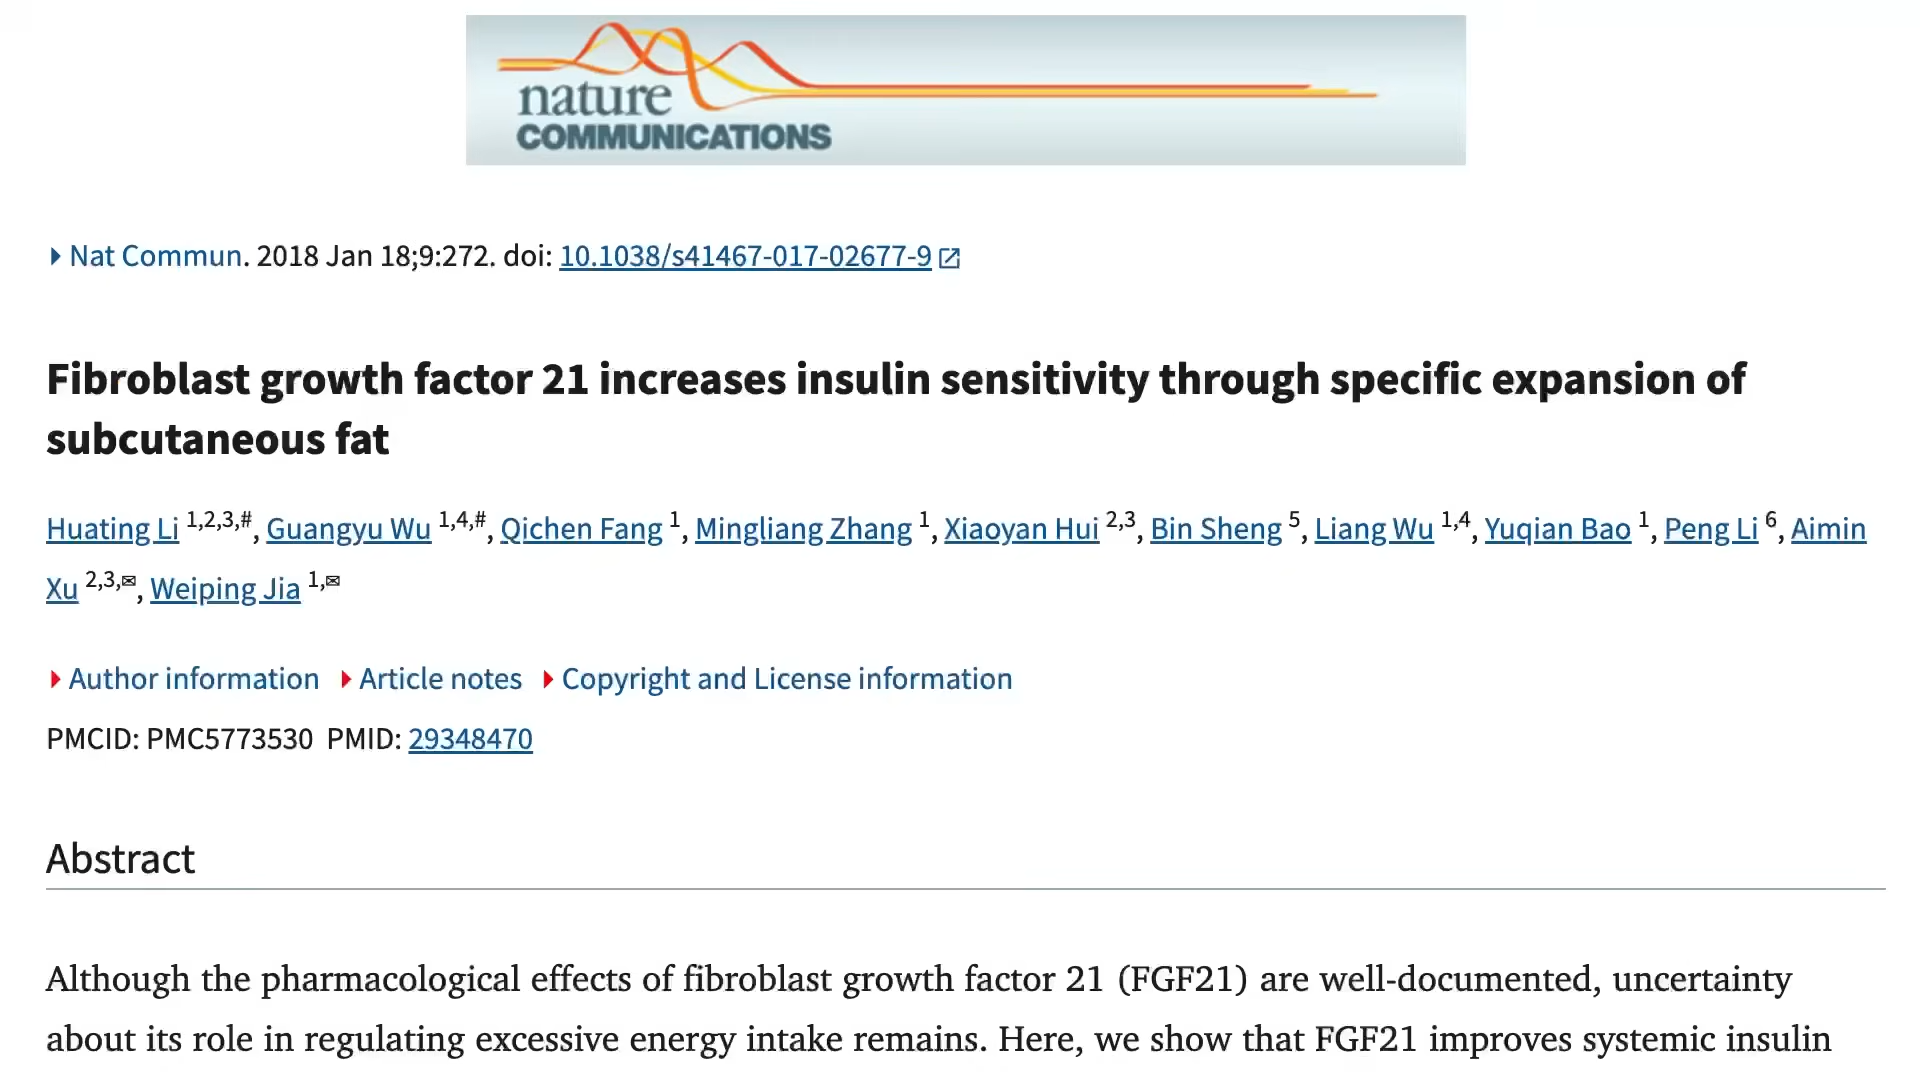 nature
COMMUNICATIONS
Nat Commun. 2018 Jan 18;9:272. doi: 10.1038/s41467-017-02677-9
Fibroblast growth factor 21 increases insulin sensitivity through specific expansion of
subcutaneous fat
Huating Li 1,2,3,#, Guangyu Wu 1,4,#, Qichen Fang 1, Mingliang Zhang 1, Xiaoyan Hui 2,3, Bin Sheng 5, Liang Wu 1,4, Yuqian Bao 1, Peng Li 6, Aimin
Xu 2,3,✉, Weiping Jia 1,✉
Author information Article notes Copyright and License information
PMCID: PMC5773530 PMID: 29348470
Abstract
Although the pharmacological effects of fibroblast growth factor 21 (FGF21) are well-documented, uncertainty
about its role in regulating excessive energy intake remains. Here, we show that FGF21 improves systemic insulin